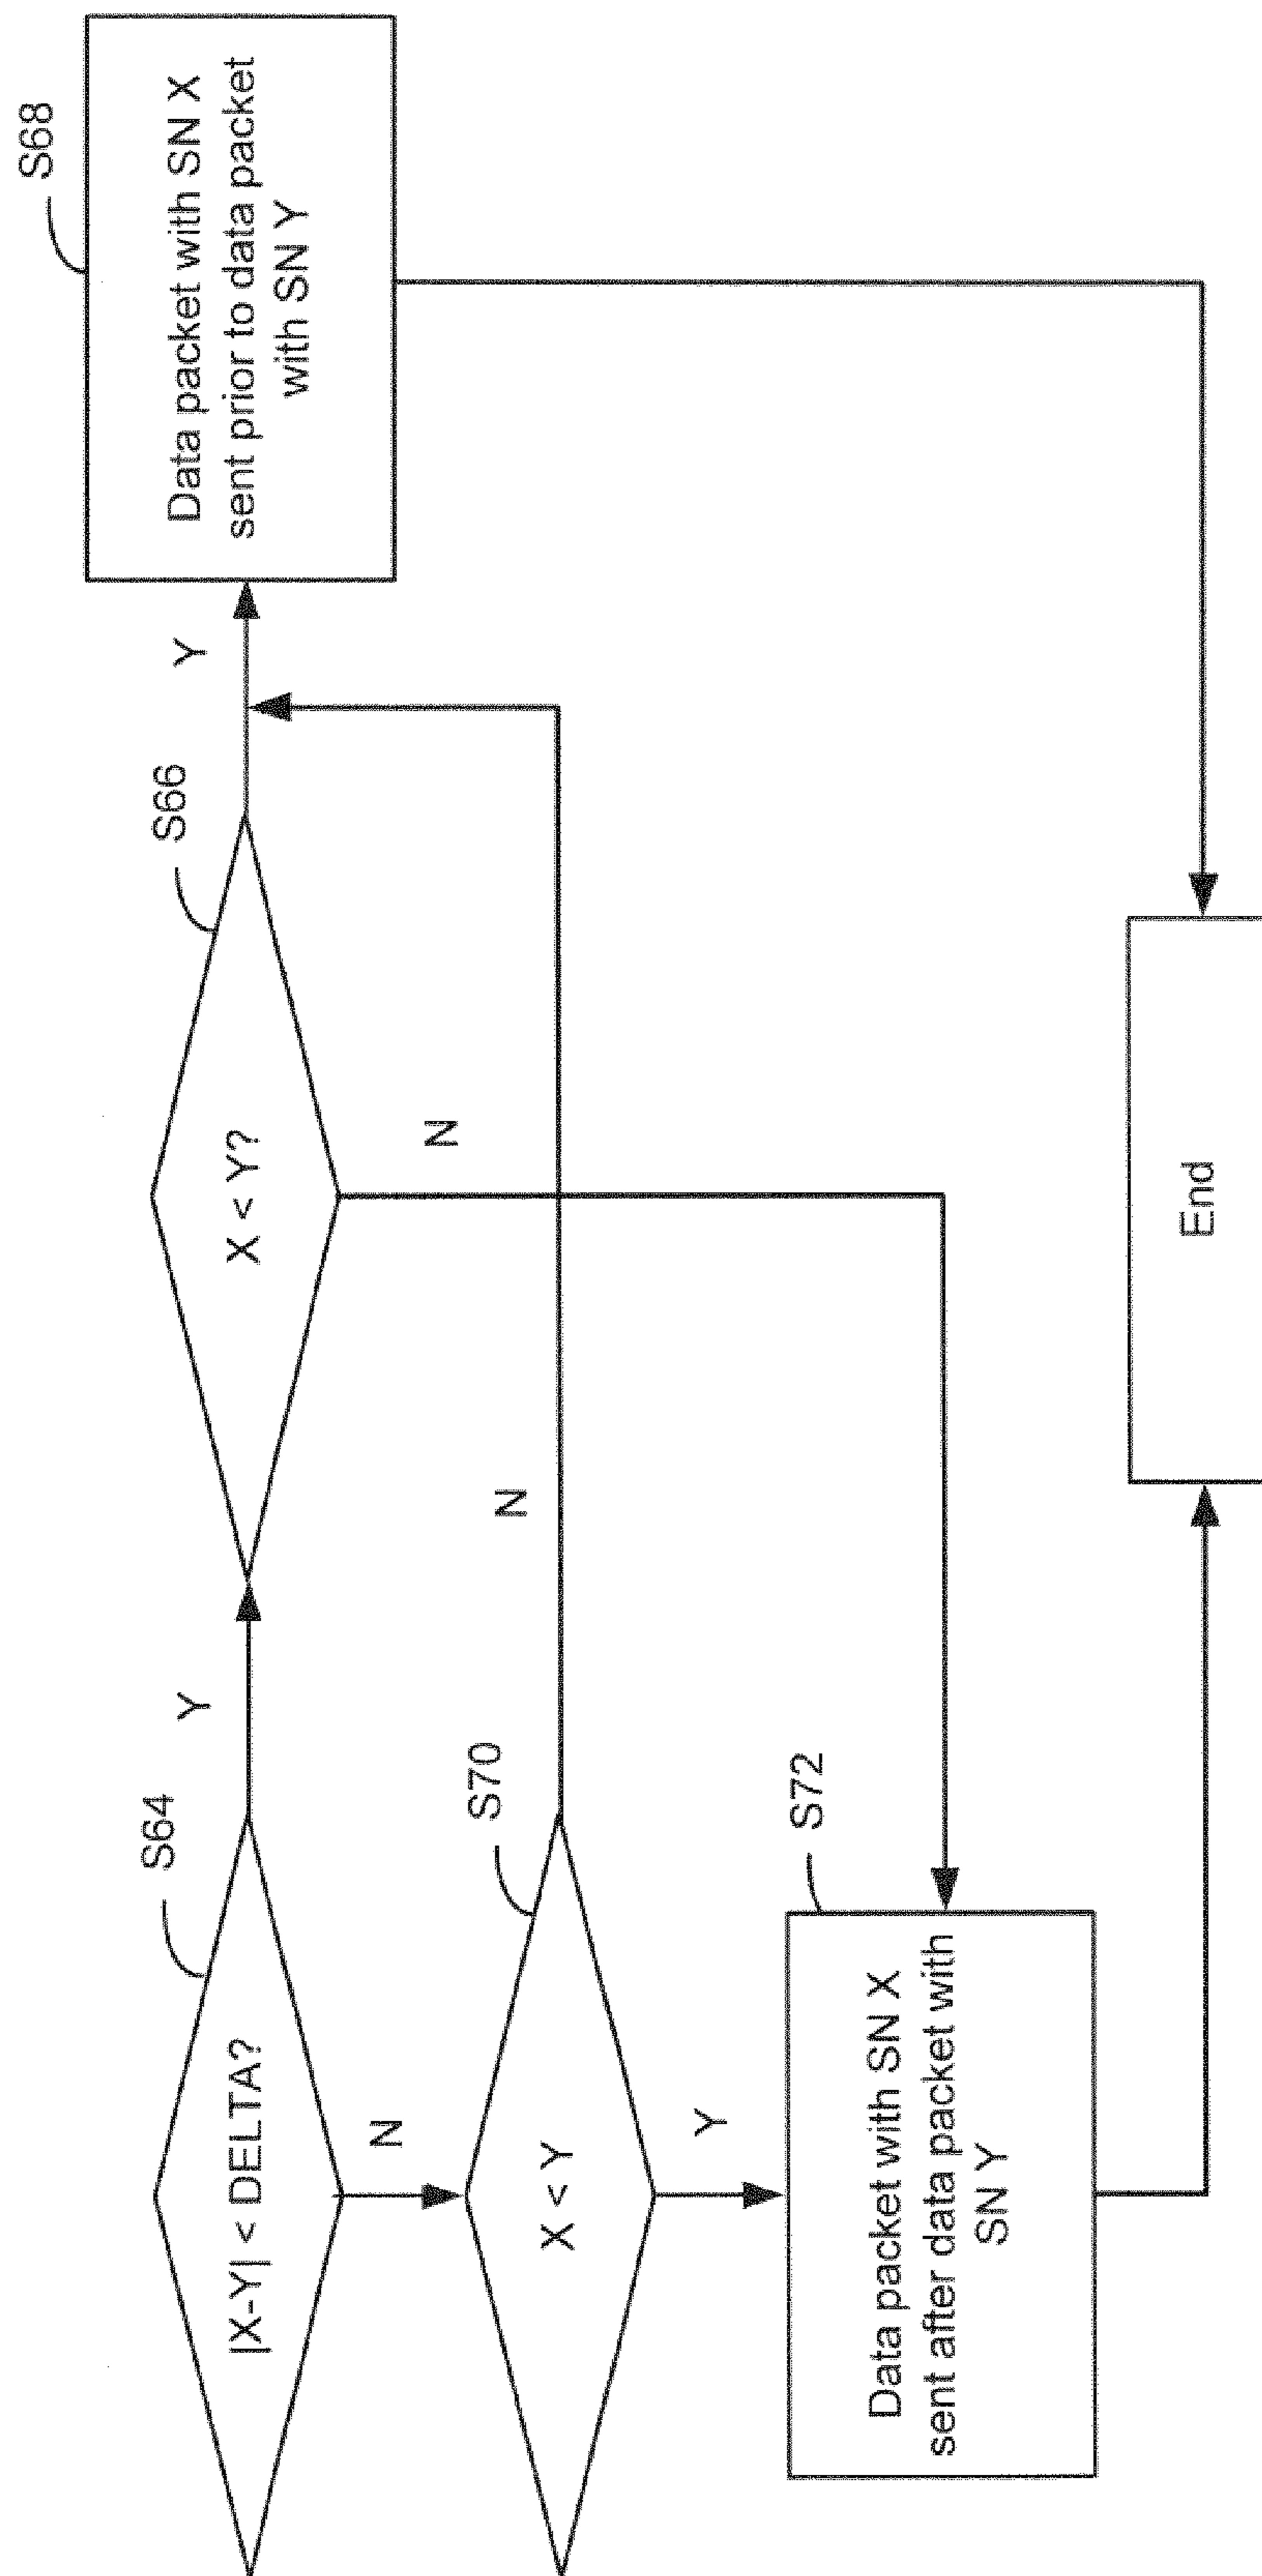 S64
|X-Y| < DELTA?
Y
S66
X < Y?
Y
S68
Data packet with SN X
sent prior to data packet
with SN Y
N
N
S70
X < Y
N
Y
S72
Data packet with SN X
sent after data packet with
SN Y
End